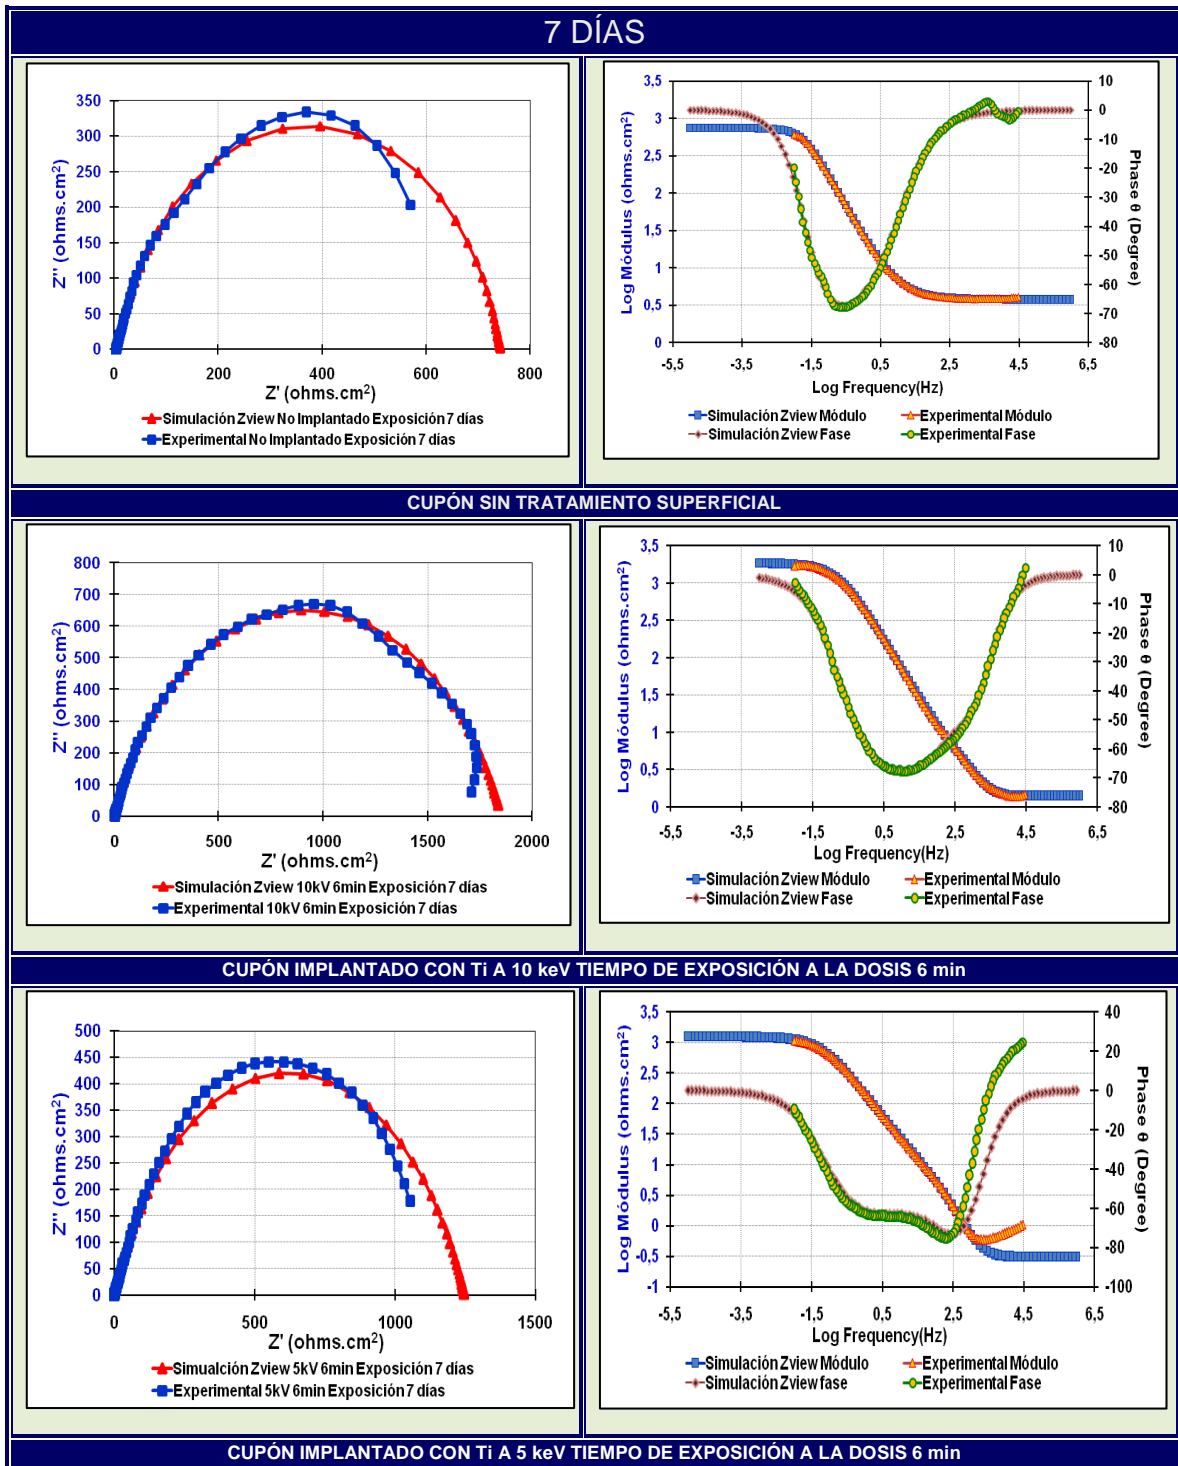 7 DÍAS
350
300
250
200
150
100
50
0
Z'' (ohms.cm2)
0 200 400 600 800
Z' (ohms.cm2)
Simulación Zview No Implantado Exposición 7 días
Experimental No Implantado Exposición 7 días
3,5
3
2,5
2
1,5
1
0,5
0
Log Módulus (ohms.cm2)
10
0
-10
-20
-30
-40
-50
-60
-70
-80
Phase θ (Degree)
-5,5 -3,5 -1,5 0,5 2,5 4,5 6,5
Log Frequency(Hz)
Simulación Zview Módulo Experimental Módulo
Simulación Zview Fase Experimental Fase
CUPÓN SIN TRATAMIENTO SUPERFICIAL
800
700
600
500
400
300
200
100
0
Z'' (ohms.cm2)
0 500 1000 1500 2000
Z' (ohms.cm2)
Simulación Zview 10kV 6min Exposición 7 días
Experimental 10kV 6min Exposición 7 días
3,5
3
2,5
2
1,5
1
0,5
0
Log Módulus (ohms.cm2)
10
0
-10
-20
-30
-40
-50
-60
-70
-80
Phase θ (Degree)
-5,5 -3,5 -1,5 0,5 2,5 4,5 6,5
Log Frequency(Hz)
Simulación Zview Módulo Experimental Módulo
Simulación Zview Fase Experimental Fase
CUPÓN IMPLANTADO CON Ti A 10 keV TIEMPO DE EXPOSICIÓN A LA DOSIS 6 min
500
450
400
350
300
250
200
150
100
50
0
Z'' (ohms.cm2)
0 500 1000 1500
Z' (ohms.cm2)
Simualción Zview 5kV 6min Exposición 7 días
Experimental 5kV 6min Exposición 7 días
3,5
3
2,5
2
1,5
1
0,5
0
-0,5
-1
Log Módulus (ohms.cm2)
40
20
0
-20
-40
-60
-80
-100
Phase θ (Degree)
-5,5 -3,5 -1,5 0,5 2,5 4,5 6,5
Log Frequency(Hz)
Simulación Zview Módulo Experimental Módulo
Simulación Zview fase Experimental Fase
CUPÓN IMPLANTADO CON Ti A 5 keV TIEMPO DE EXPOSICIÓN A LA DOSIS 6 min